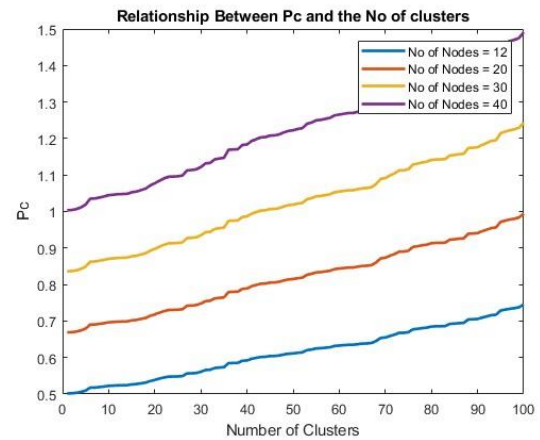 Relationship Between Pc and the No of clusters
1.5
1.4
1.3
1.2
1.1
1
0.9
0.8
0.7
0.6
0.5
Pc
No of Nodes = 12
No of Nodes = 20
No of Nodes = 30
No of Nodes = 40
0 10 20 30 40 50 60 70 80 90 100
Number of Clusters